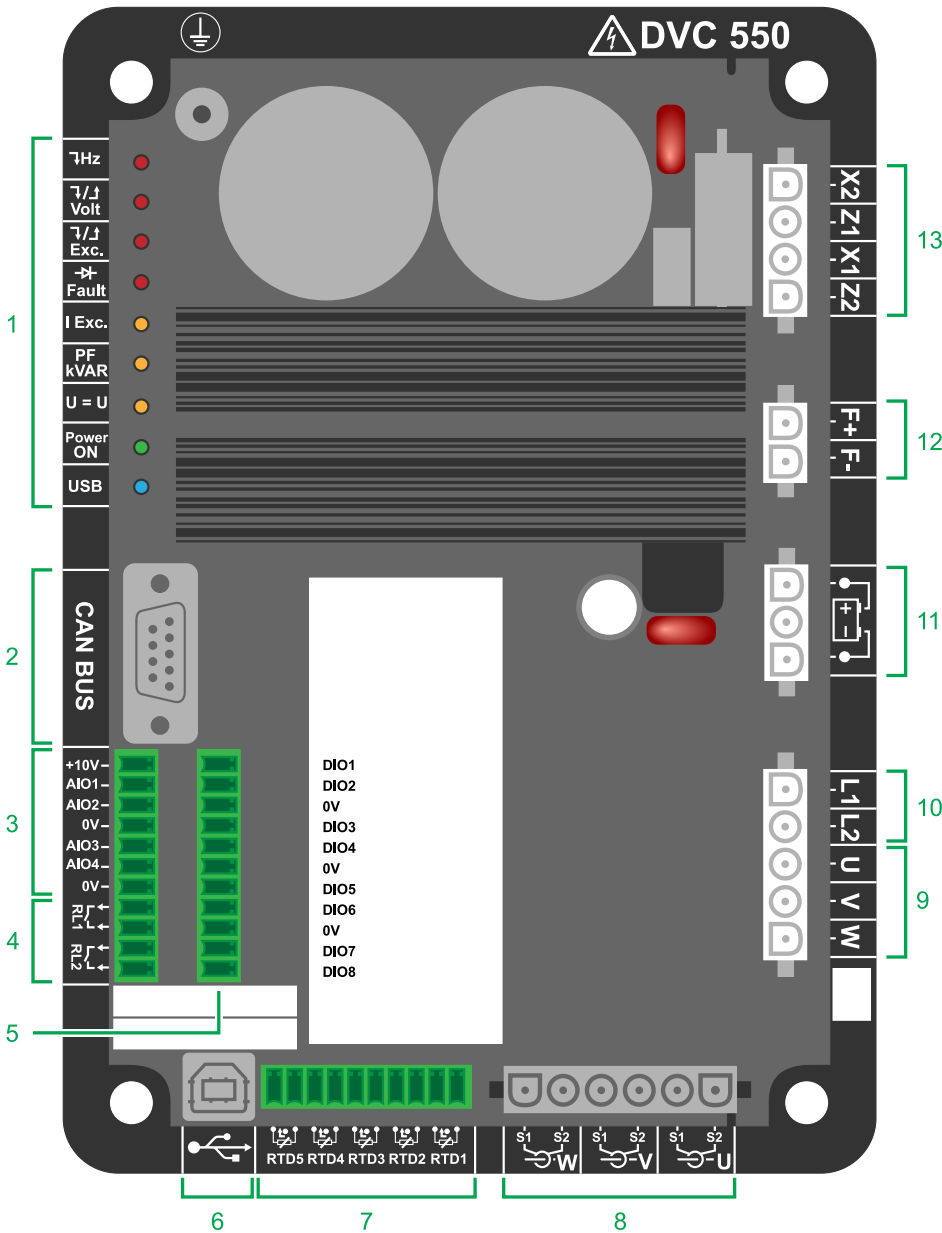 DVC 550
1
Hz
/
Volt
/
Exc.
Fault
I Exc.
PF
kVAR
U = U
Power
ON
USB
2
CAN BUS
3
+10V
AIO1
AIO2
0V
AIO3
AIO4
0V
4
RL1
RL2
5
DIO1
DIO2
0V
DIO3
DIO4
0V
DIO5
DIO6
0V
DIO7
DIO8
X2
Z1
X1
Z2
13
F+
F-
12
+
−
11
L1
L2
10
U
V
W
9
RTD5 RTD4 RTD3 RTD2 RTD1
S1 S2 S1 S2 S1 S2
W V U
6 7 8